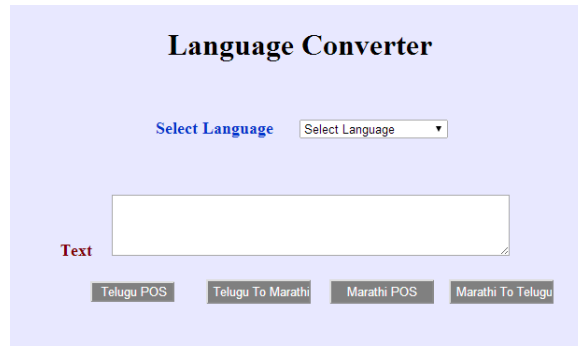 Language Converter
Select Language Select Language
Text
Telugu POS Telugu To Marathi Marathi POS Marathi To Telugu